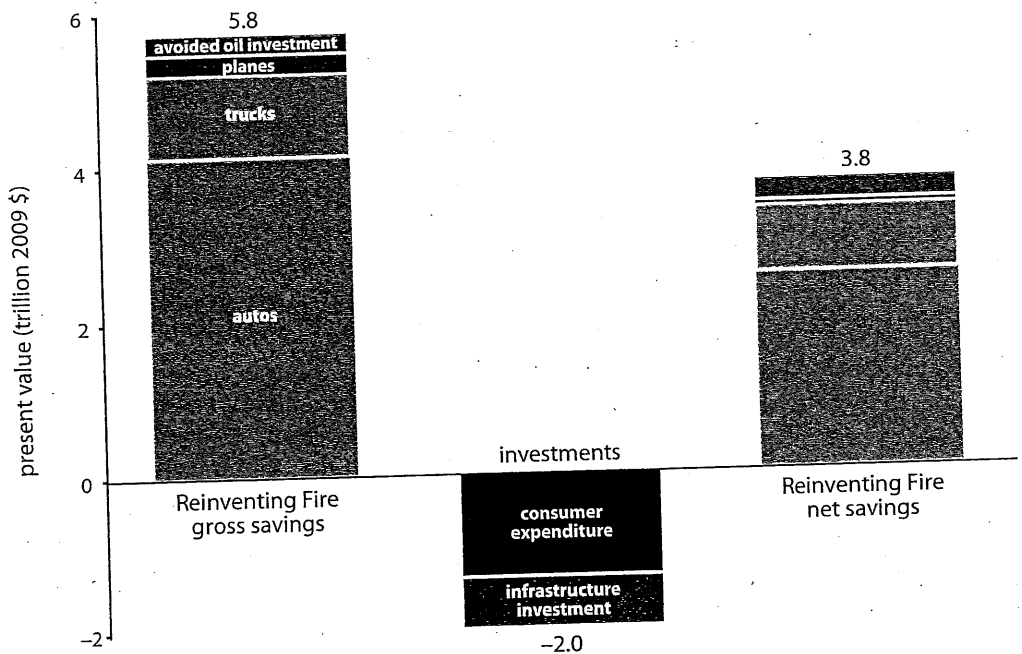 6
5.8
avoided oil investment
planes
trucks
4
3.8
present value (trillion 2009 $)
autos
2
investments
0
Reinventing Fire
gross savings
consumer
expenditure
Reinventing Fire
net savings
infrastructure
investment
−2
−2.0